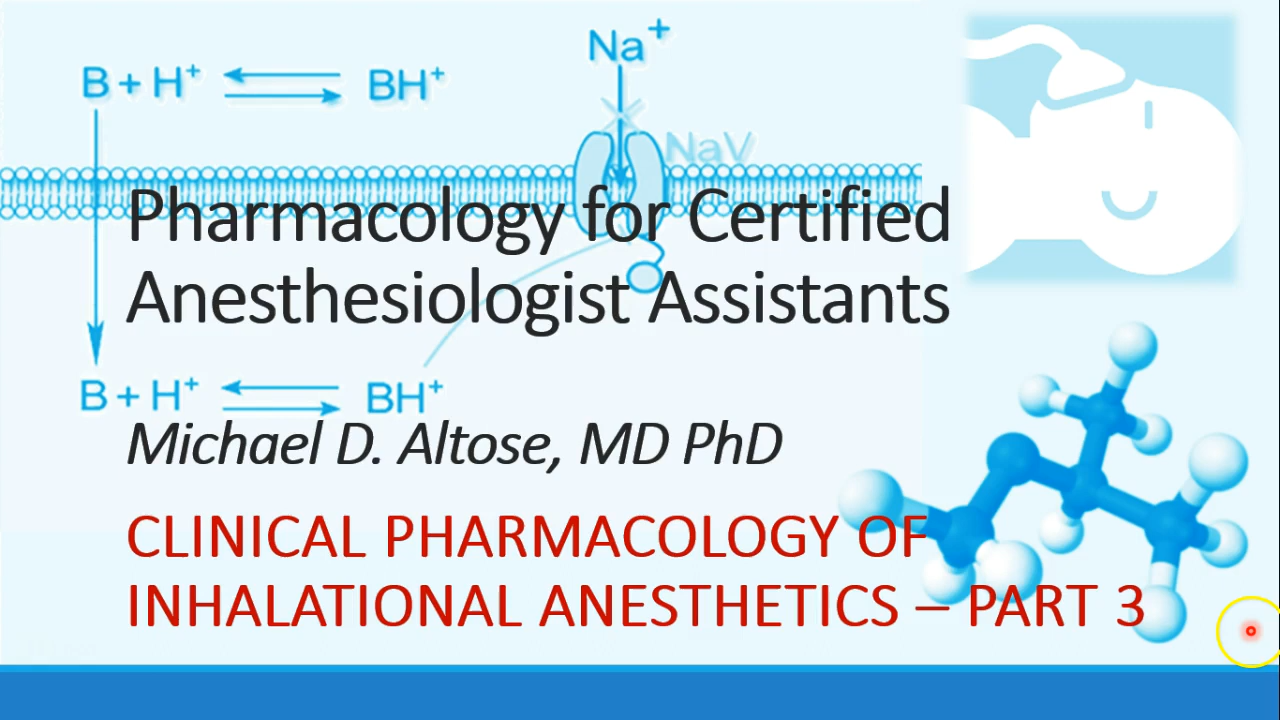 Na⁺
B + H⁺ BH⁺
NaV
Pharmacology for Certified
Anesthesiologist Assistants
B + H⁺ BH⁺
Michael D. Altose, MD PhD
CLINICAL PHARMACOLOGY OF
INHALATIONAL ANESTHETICS – PART 3